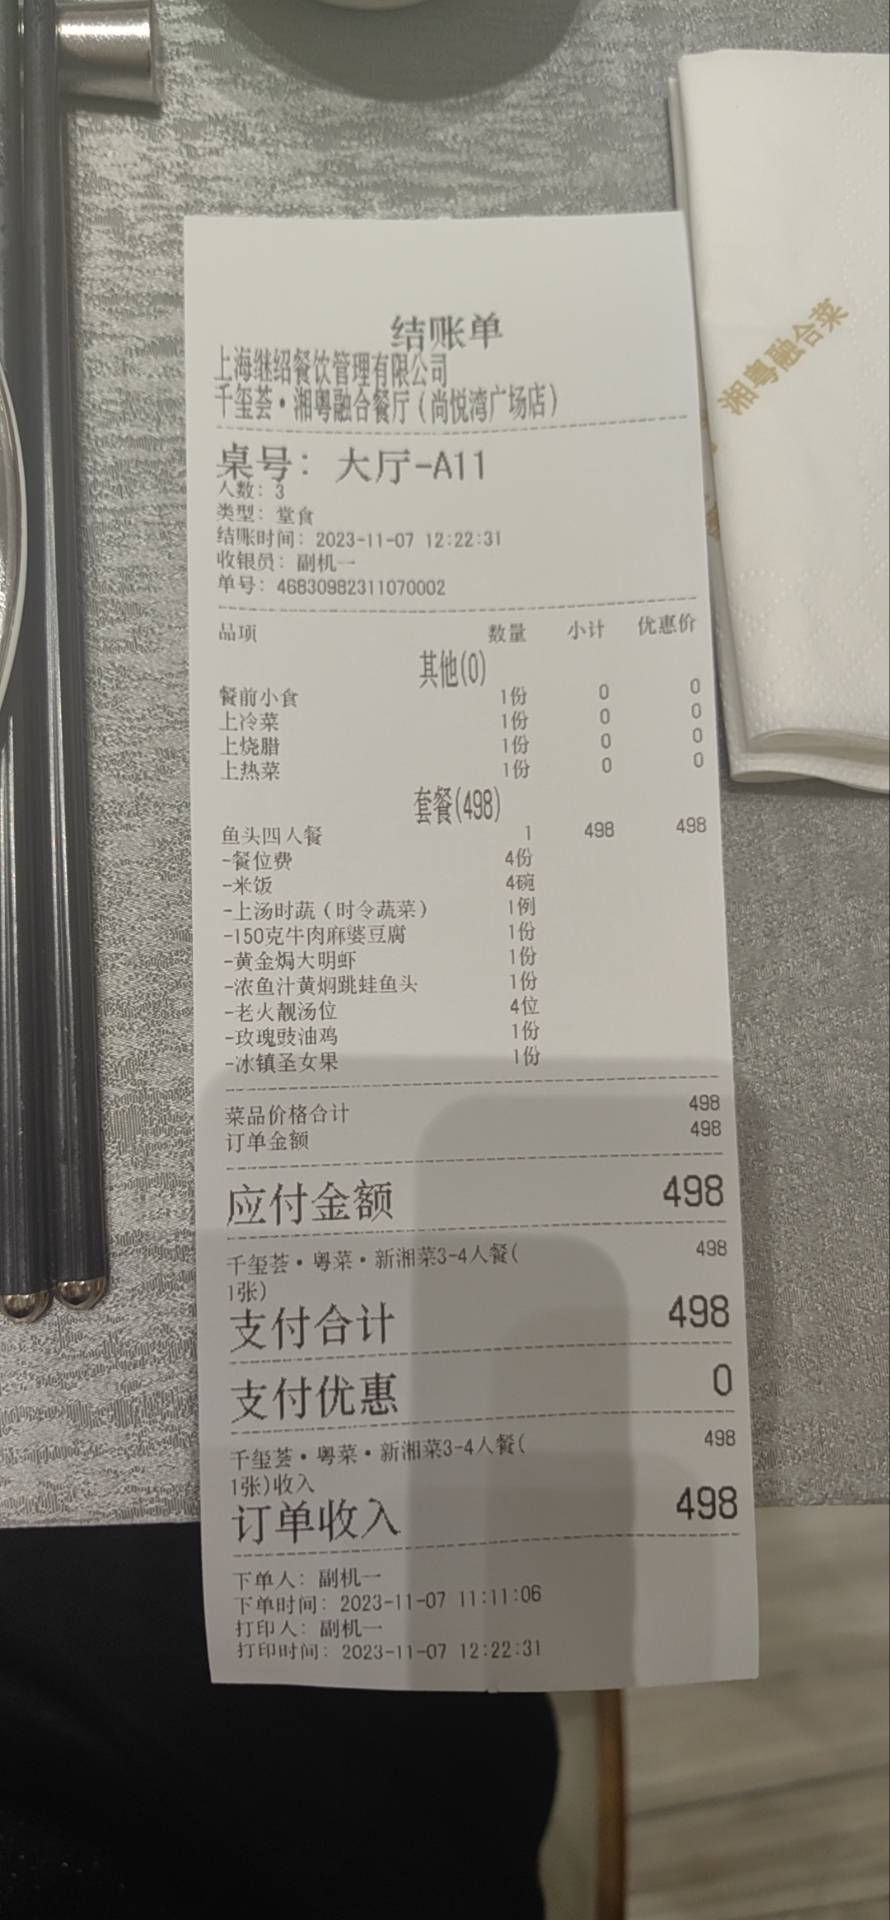 结账单
上海继绍餐饮管理有限公司
千玺荟·湘粤融合餐厅(尚悦湾广场店)
桌号: 大厅-A11
人数: 3
类型: 堂食
结账时间: 2023-11-07 12:22:31
收银员: 副机一
单号: 46830982311070002
品项 数量 小计 优惠价
其他(0)
餐前小食 1份 0 0
上冷菜 1份 0 0
上烧腊 1份 0 0
上热菜 1份 0 0
套餐(498)
鱼头四人餐 1 498 498
-餐位费 4份
-米饭 4碗
-上汤时蔬(时令蔬菜) 1例
-150克牛肉麻婆豆腐 1份
-黄金焗大明虾 1份
-浓鱼汁黄焖跳蛙鱼头 1份
-老火靓汤位 4位
-玫瑰豉油鸡 1份
-冰镇圣女果 1份
菜品价格合计 498
订单金额 498
应付金额 498
千玺荟·粤菜·新湘菜3-4人餐( 498
1张)
支付合计 498
支付优惠 0
千玺荟·粤菜·新湘菜3-4人餐( 498
1张)收入
订单收入 498
下单人: 副机一
下单时间: 2023-11-07 11:11:06
打印人: 副机一
打印时间: 2023-11-07 12:22:31
湘粤融合菜